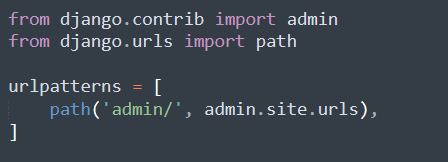 from django.contrib import admin
from django.urls import path

urlpatterns = [
    path('admin/', admin.site.urls),
]